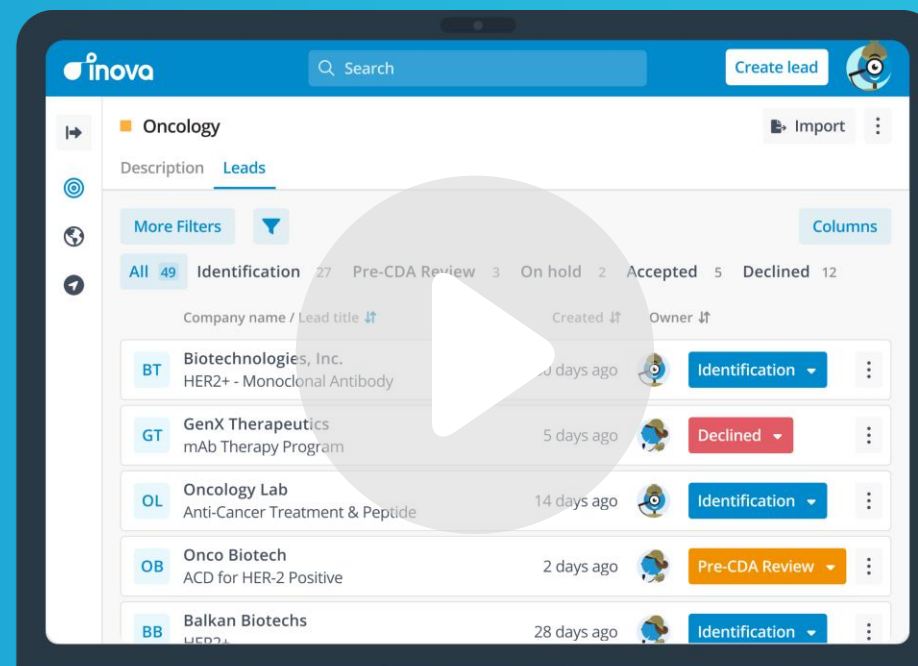 inova
Search
Create lead
Oncology
Import
Description Leads
More Filters
Columns
All 49 Identification 27 Pre-CDA Review 3 On hold 2 Accepted 5 Declined 12
Company name / Lead title Created Owner
BT Biotechnologies, Inc. days ago Identification
HER2+ - Monoclonal Antibody
GT GenX Therapeutics 5 days ago Declined
mAb Therapy Program
OL Oncology Lab 14 days ago Identification
Anti-Cancer Treatment & Peptide
OB Onco Biotech 2 days ago Pre-CDA Review
ACD for HER-2 Positive
BB Balkan Biotechs 28 days ago Identification
HER2+